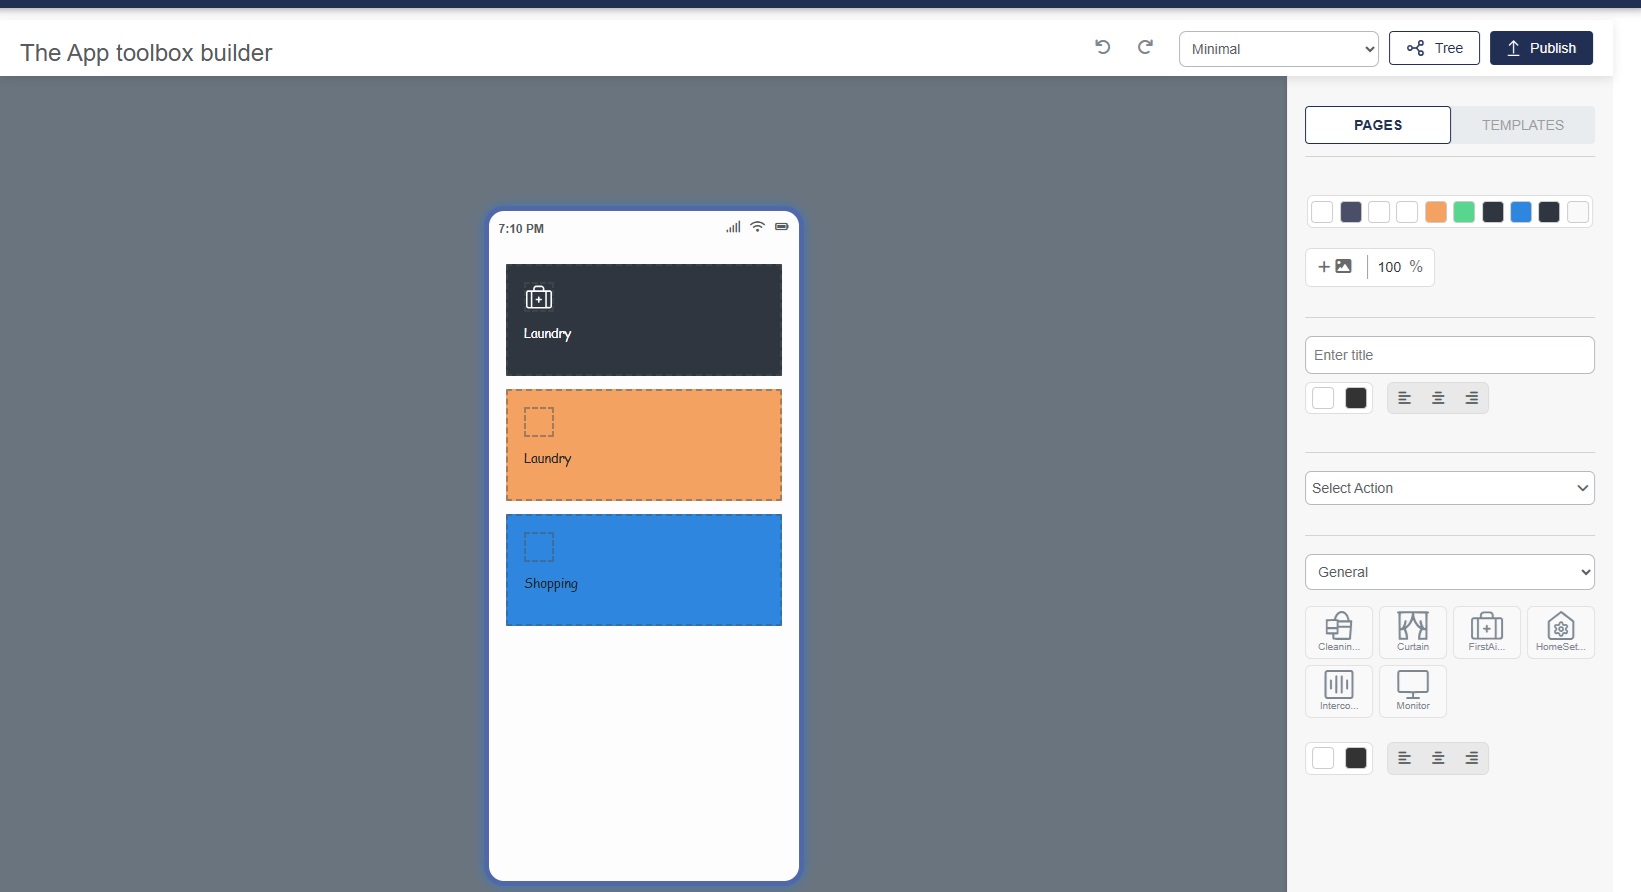 The App toolbox builder
Minimal
Tree
Publish
PAGES
TEMPLATES
7:10 PM
Laundry
Laundry
Shopping
100 %
Enter title
Select Action
General
Cleanin...
Curtain
FirstAi...
HomeSet...
Interco...
Monitor